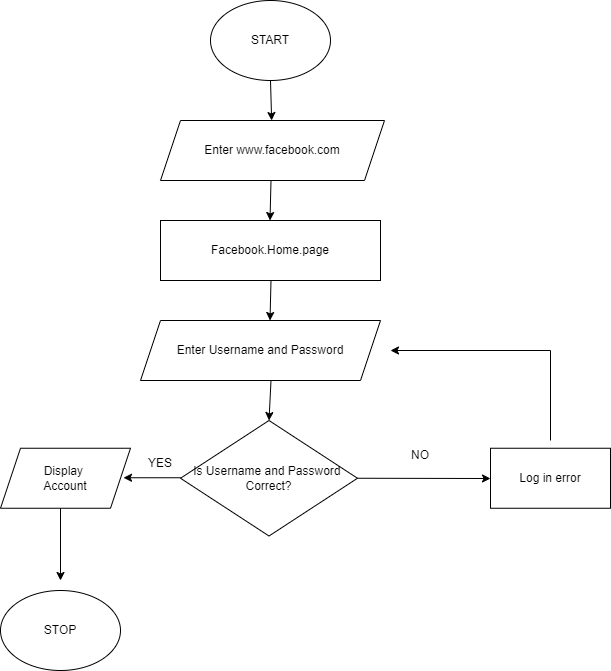 START
Enter www.facebook.com
Facebook.Home.page
Enter Username and Password
YES
NO
Is Username and Password
Correct?
Display
Account
Log in error
STOP